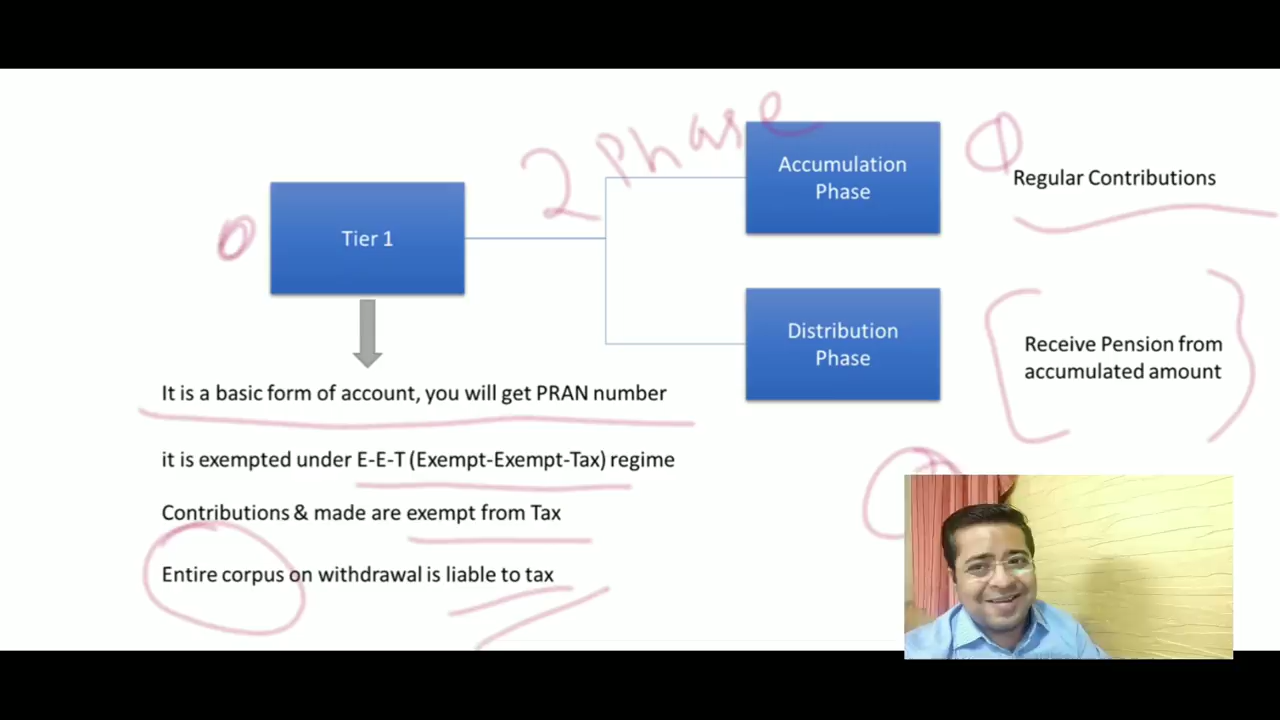 2 Phase
Accumulation
Phase
Regular Contributions
Tier 1
Distribution
Phase
Receive Pension from
accumulated amount
It is a basic form of account, you will get PRAN number
it is exempted under E-E-T (Exempt-Exempt-Tax) regime
Contributions & made are exempt from Tax
Entire corpus on withdrawal is liable to tax